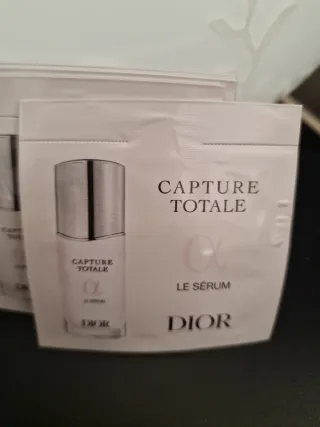 CAPTURE
TOTALE
α
LE SÉRUM
DIOR
CAPTURE
TOTALE
α
LE SÉRUM
DIOR